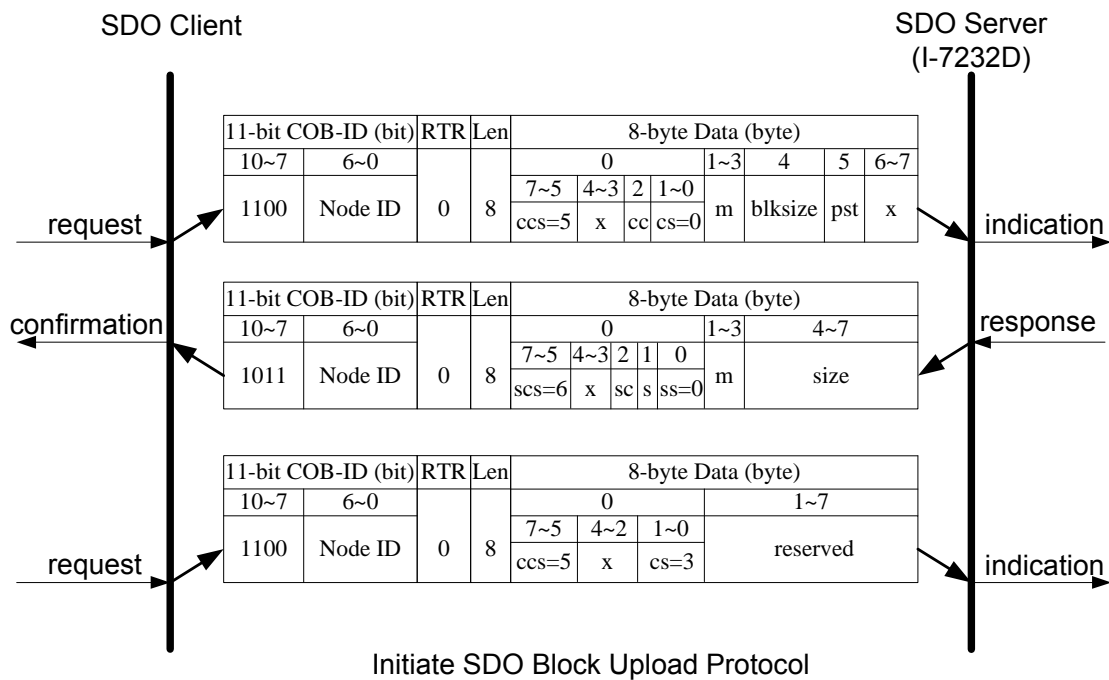 SDO Client
SDO Server
(I-7232D)
11-bit COB-ID (bit) RTR Len 8-byte Data (byte)
10~7 6~0 0 1~3 4 5 6~7
7~5 4~3 2 1~0
1100 Node ID 0 8 m blksize pst x
ccs=5 x cc cs=0
request
indication
11-bit COB-ID (bit) RTR Len 8-byte Data (byte)
10~7 6~0 0 1~3 4~7
confirmation
response
7~5 4~3 2 1 0
1011 Node ID 0 8 m size
scs=6 x sc s ss=0
11-bit COB-ID (bit) RTR Len 8-byte Data (byte)
10~7 6~0 0 1~7
7~5 4~2 1~0
1100 Node ID 0 8 reserved
ccs=5 x cs=3
request
indication
Initiate SDO Block Upload Protocol